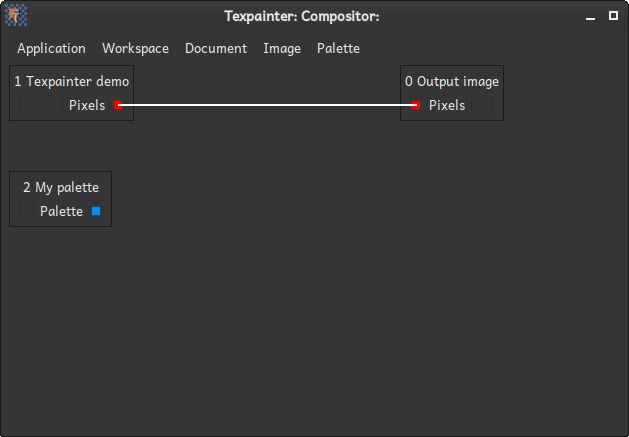 Texpainter: Compositor:
Application Workspace Document Image Palette
1 Texpainter demo
Pixels
0 Output image
Pixels
2 My palette
Palette